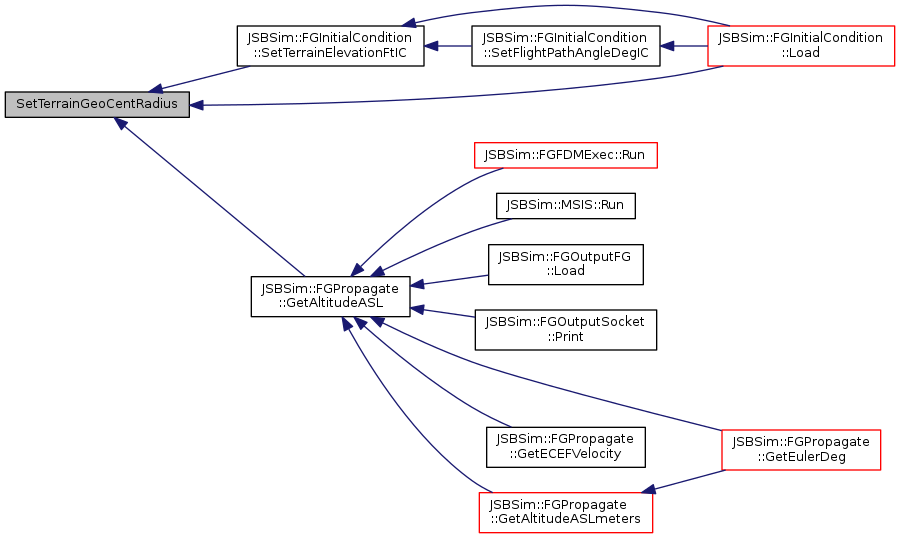 JSBSim::FGInitialCondition
::SetTerrainElevationFtIC
JSBSim::FGInitialCondition
::SetFlightPathAngleDegIC
JSBSim::FGInitialCondition
::Load
SetTerrainGeoCentRadius
JSBSim::FGFDMExec::Run
JSBSim::MSIS::Run
JSBSim::FGOutputFG
::Load
JSBSim::FGPropagate
::GetAltitudeASL
JSBSim::FGOutputSocket
::Print
JSBSim::FGPropagate
::GetECEFVelocity
JSBSim::FGPropagate
::GetEulerDeg
JSBSim::FGPropagate
::GetAltitudeASLmeters